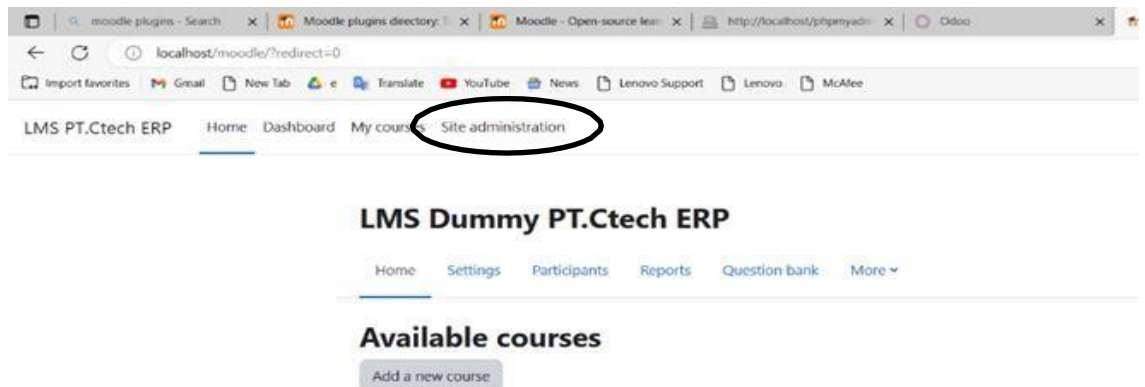 moodle plugins - Search
Moodle plugins directory:
Moodle - Open-source lear
http://localhost/phpmyadm
Odoo
localhost/moodle/?redirect=0
Import favorites Gmail New Tab e Translate YouTube News Lenovo Support Lenovo McAfee
LMS PT.Ctech ERP Home Dashboard My courses Site administration
LMS Dummy PT.Ctech ERP
Home Settings Participants Reports Question bank More
Available courses
Add a new course